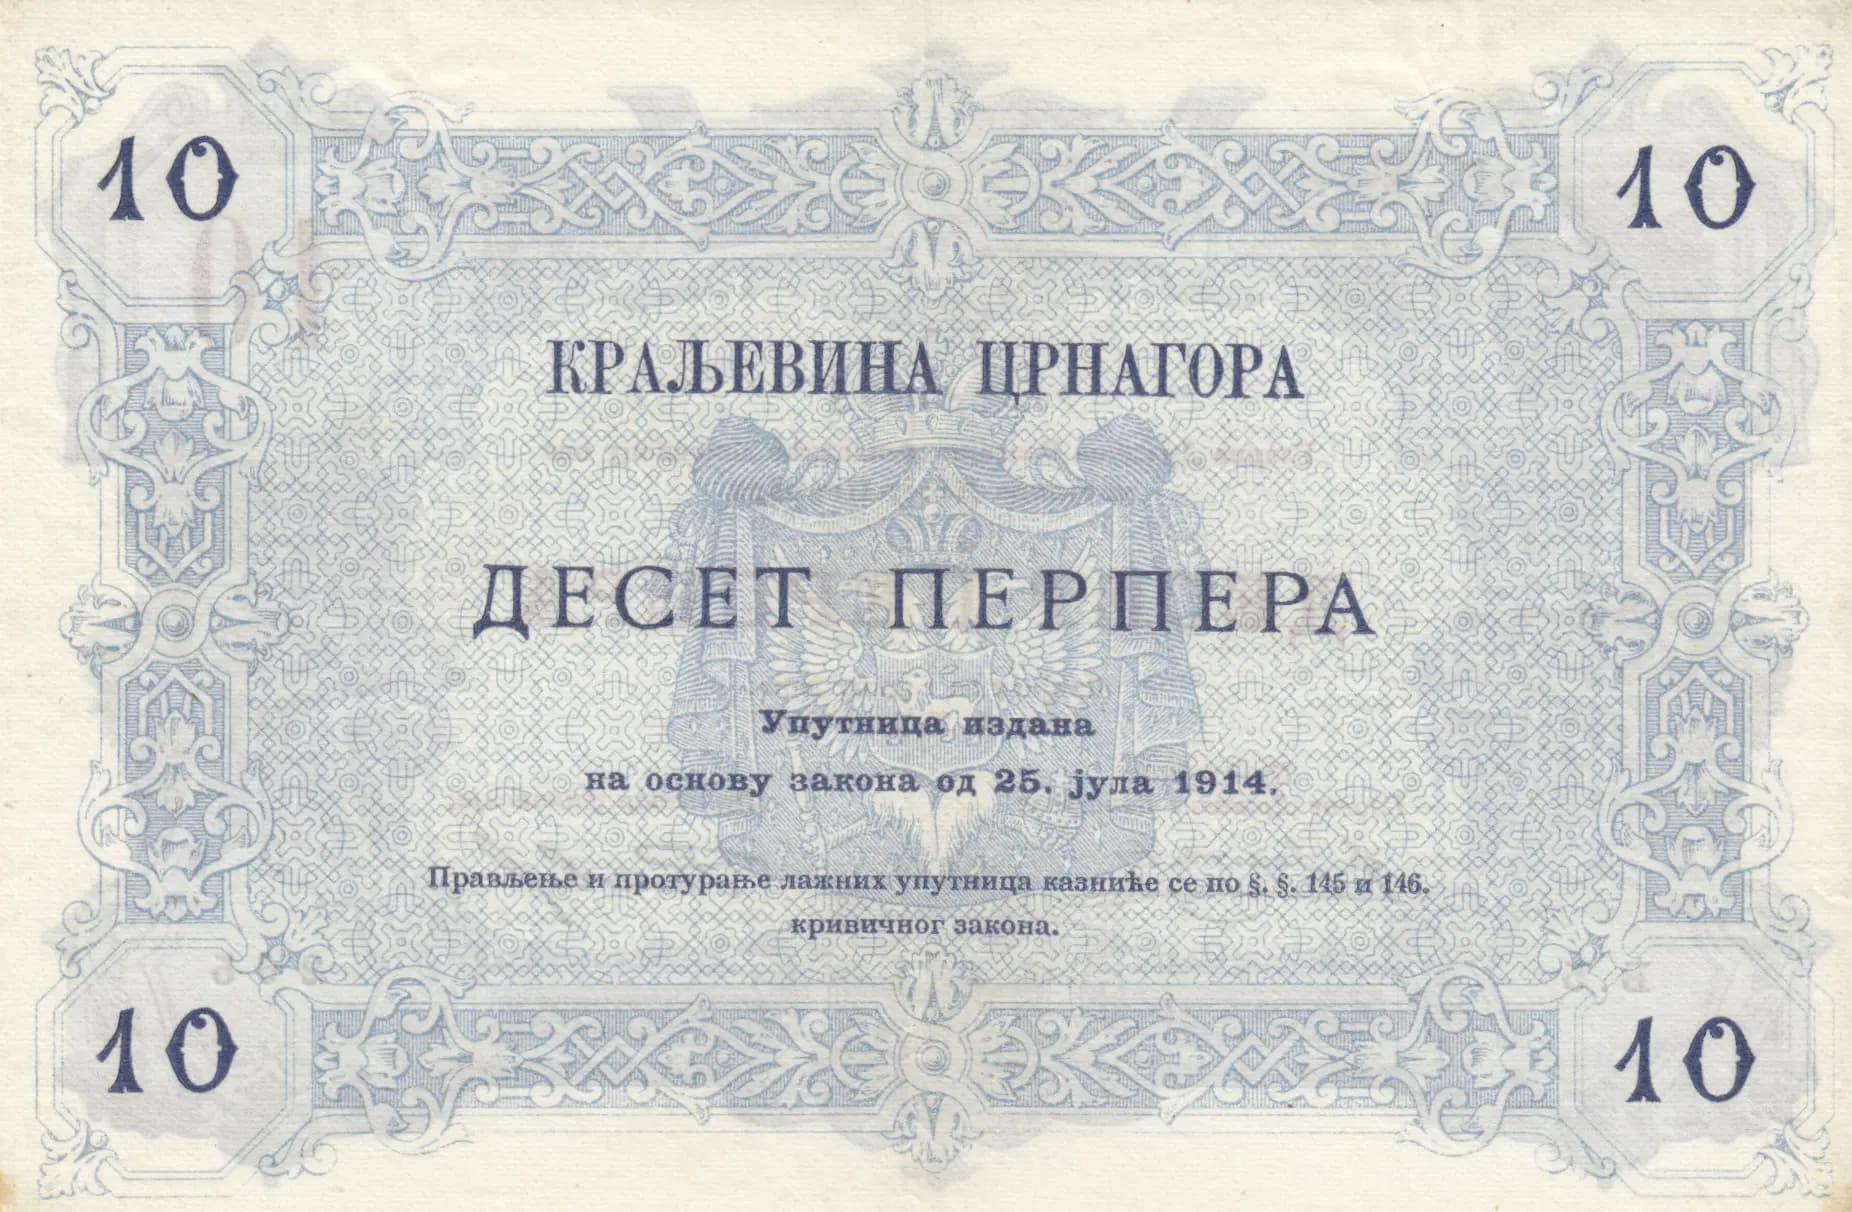 10 10
КРАЉЕВИНА ЦРНАГОРА
ДЕСЕТ ПЕРПЕРА
Упутница издана
на основу закона од 25. јула 1914.
Прављење и протурање лажних упутница казниће се по §. §. 145 и 146.
кривичног закона.
10 10